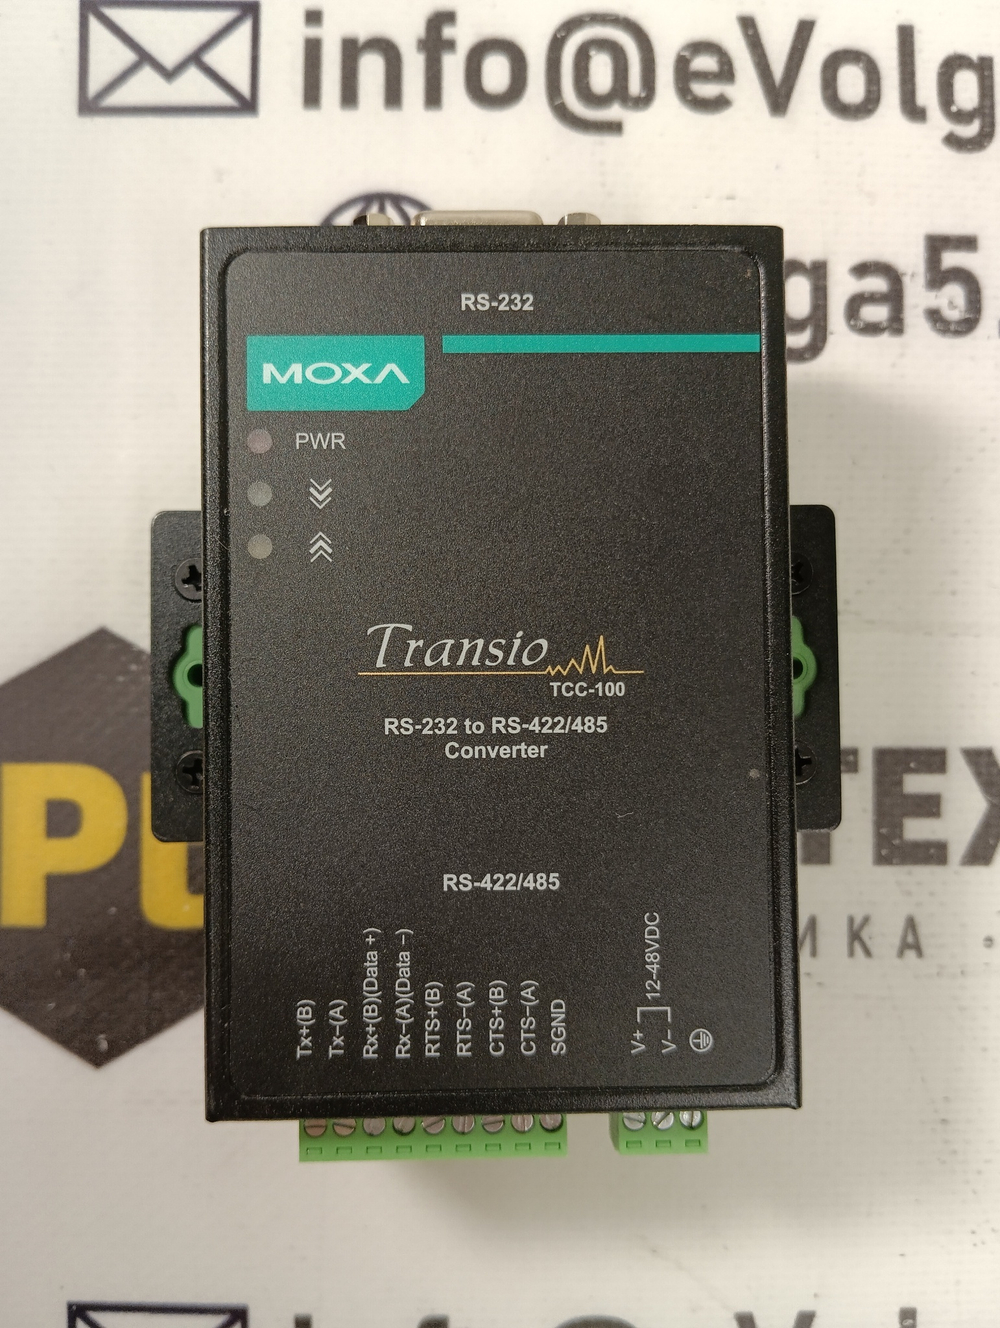 info@eVolg
ga5
RS-232
MOXA
PWR
Transio
TCC-100
RS-232 to RS-422/485
Converter
TEX
ИКА
RS-422/485
Tx+(B)
Tx−(A)
Rx+(B)(Data +)
Rx−(A)(Data −)
RTS+(B)
RTS−(A)
CTS+(B)
CTS−(A)
SGND
V+
V−
12-48VDC